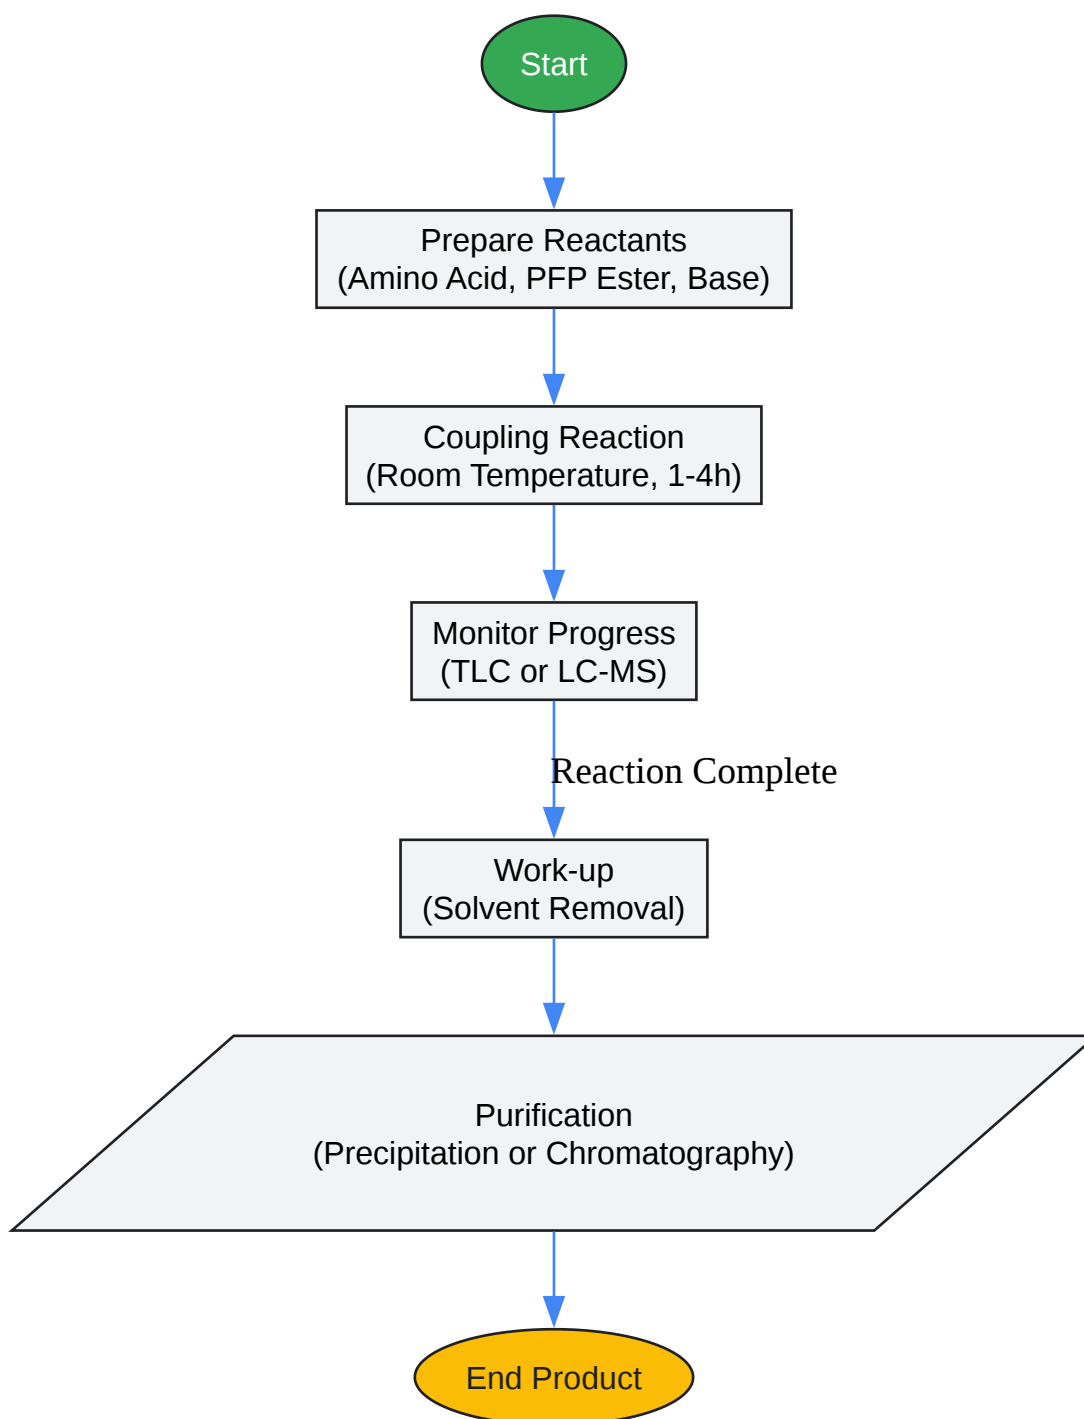 Start
Prepare Reactants
(Amino Acid, PFP Ester, Base)
Coupling Reaction
(Room Temperature, 1-4h)
Monitor Progress
(TLC or LC-MS)
Reaction Complete
Work-up
(Solvent Removal)
Purification
(Precipitation or Chromatography)
End Product